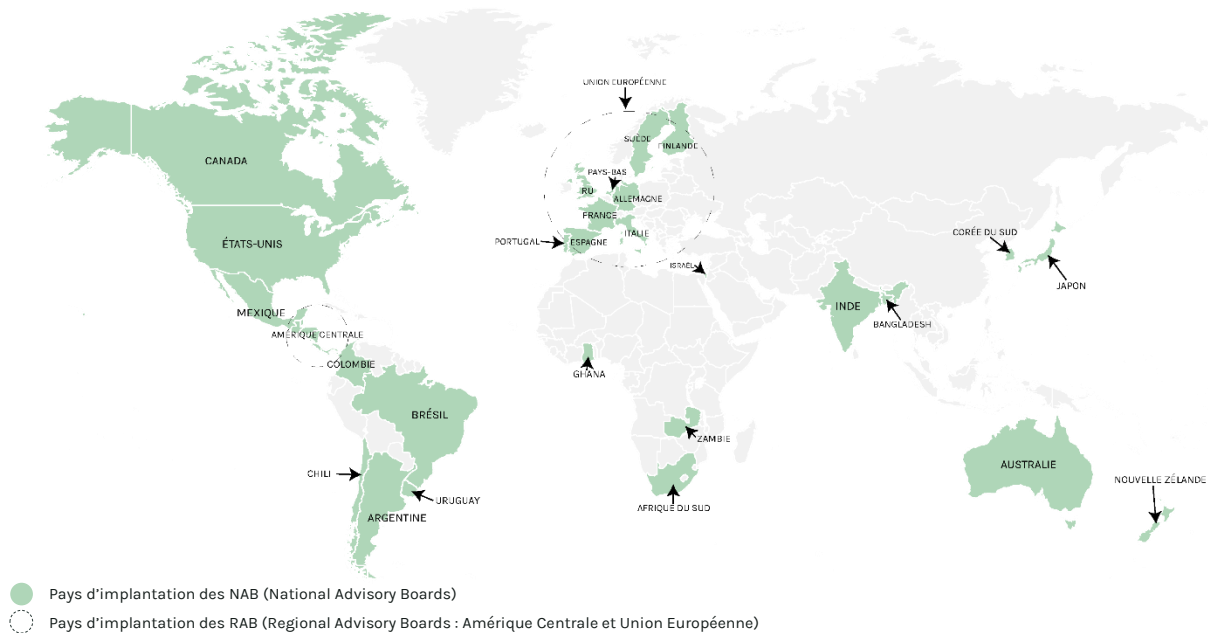 UNION EUROPÉENNE
SUÈDE
FINLANDE
CANADA
PAYS-BAS
RU
ALLEMAGNE
FRANCE
ITALIE
PORTUGAL
ESPAGNE
ÉTATS-UNIS
CORÉE DU SUD
ISRAËL
JAPON
INDE
MEXIQUE
BANGLADESH
AMÉRIQUE CENTRALE
COLOMBIE
GHANA
BRÉSIL
ZAMBIE
AUSTRALIE
CHILI
NOUVELLE ZÉLANDE
URUGUAY
AFRIQUE DU SUD
ARGENTINE
Pays d'implantation des NAB (National Advisory Boards)
Pays d'implantation des RAB (Regional Advisory Boards : Amérique Centrale et Union Européenne)